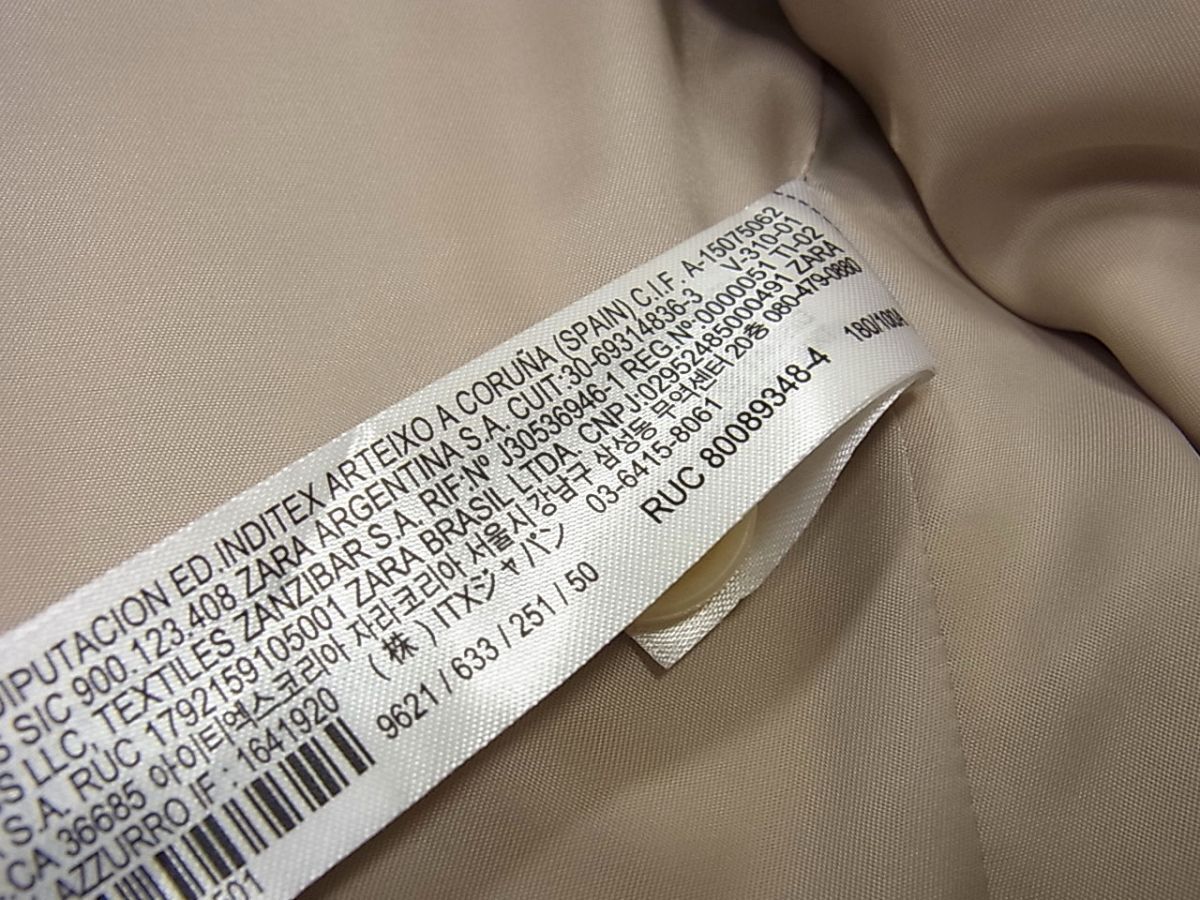 DIPUTACION ED.INDITEX ARTEIXO A CORUÑA (SPAIN) C.I.F. A-15075062
SIC 900.123.408 ZARA ARGENTINA S.A. CUIT:30-69314836-3 V-310-01
LLC, TEXTILES ZANZIBAR S.A. RIF:Nº J30536946-1 REG.Nº-0000051 TI-02
S.A. RUC 1792159105001 ZARA BRASIL LTDA. CNPJ:02952485000491 ZARA
CA 36685 아이티엑스코리아 자라코리아 서울시 강남구 삼성동 무역센터 20층 080-479-0880
AZZURRO IF : 1641920 (株) ITXジャパン 03-6415-8061
RUC 80089348-4
180/100A
9621 / 633 / 251 / 50
501